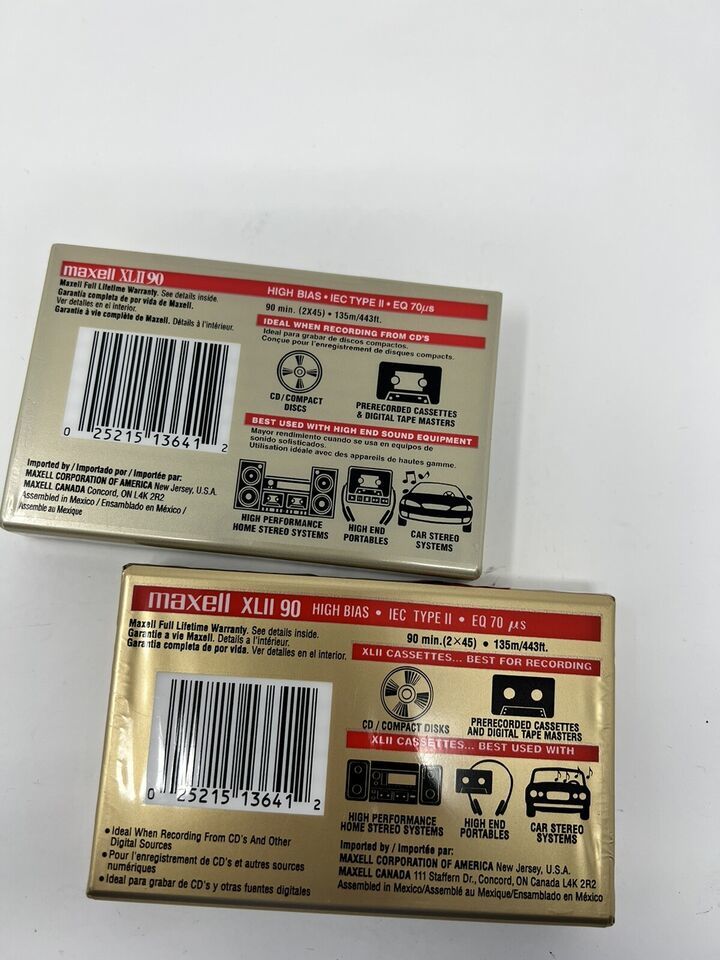 maxell XLII 90
Maxell Full Lifetime Warranty. See details inside.
Garantia completa de por vida de Maxell.
Ver detalles en el interior.
Garantie à vie complète de Maxell. Détails à l'intérieur.
0 25215 13641 2
Imported by / Importado por / Importée par:
MAXELL CORPORATION OF AMERICA New Jersey, U.S.A.
MAXELL CANADA Concord, ON L4K 2R2
Assembled in Mexico / Ensamblado en México /
Assemble au Mexique
HIGH BIAS • IEC TYPE II • EQ 70µs
90 min. (2X45) • 135m/443ft.
IDEAL WHEN RECORDING FROM CD'S
Ideal para grabar de discos compactos.
Conçue pour l'enregistrement de disques compacts.
CD/COMPACT
DISCS
PRERECORDED CASSETTES
& DIGITAL TAPE MASTERS
BEST USED WITH HIGH END SOUND EQUIPMENT
Mayor rendimiento cuando se usa en equipos de
sonido sofisticados.
Utilisation idéale avec des appareils de hautes gamme.
HIGH PERFORMANCE
HOME STEREO SYSTEMS
HIGH END
PORTABLES
CAR STEREO
SYSTEMS
maxell XLII 90 HIGH BIAS • IEC TYPE II • EQ 70 µs
Maxell Full Lifetime Warranty. See details inside.
Garantie a vie Maxell. Details a l'interieur.
Garantia completa de por vida. Ver detalles en el interior.
0 25215 13641 2
• Ideal When Recording From CD's And Other
Digital Sources
• Pour l'enregistrement de CD's et autres sources
numériques
• Ideal para grabar de CD's y otras fuentes digitales
90 min.(2×45) • 135m/443ft.
XLII CASSETTES... BEST FOR RECORDING
CD / COMPACT DISKS
PRERECORDED CASSETTES
AND DIGITAL TAPE MASTERS
XLII CASSETTES... BEST USED WITH
HIGH PERFORMANCE
HOME STEREO SYSTEMS
HIGH END
PORTABLES
CAR STEREO
SYSTEMS
Imported by / Importée par:
MAXELL CORPORATION OF AMERICA New Jersey, U.S.A.
MAXELL CANADA 111 Staffern Dr., Concord, ON Canada L4K 2R2
Assembled in Mexico/Assemblé au Mexique/Ensamblado en México